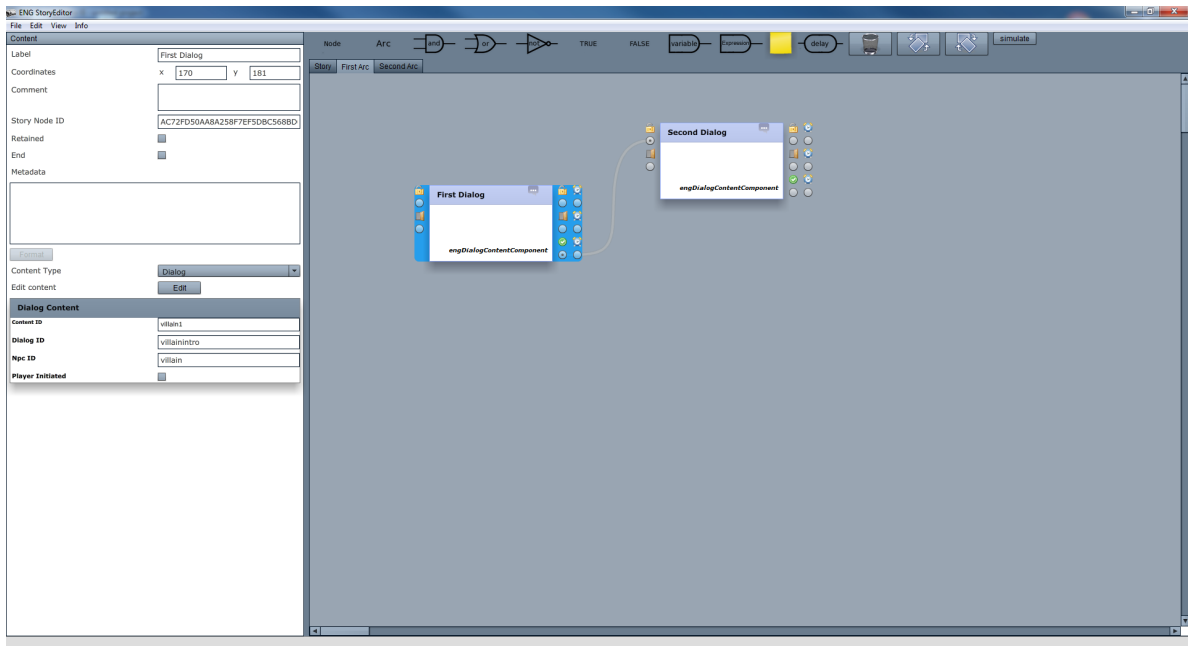 ENG StoryEditor
File Edit View Info
Content
Label First Dialog
Coordinates x 170 y 181
Comment
Story Node ID AC72FD50AA8A258F7EF5DBC568BD
Retained
End
Metadata
Format
Content Type Dialog
Edit content Edit
Dialog Content
Content ID villain1
Dialog ID villainintro
Npc ID villain
Player Initiated
Node Arc and or not TRUE FALSE variable Expression delay simulate
Story First Arc Second Arc
Second Dialog
engDialogContentComponent
First Dialog
engDialogContentComponent